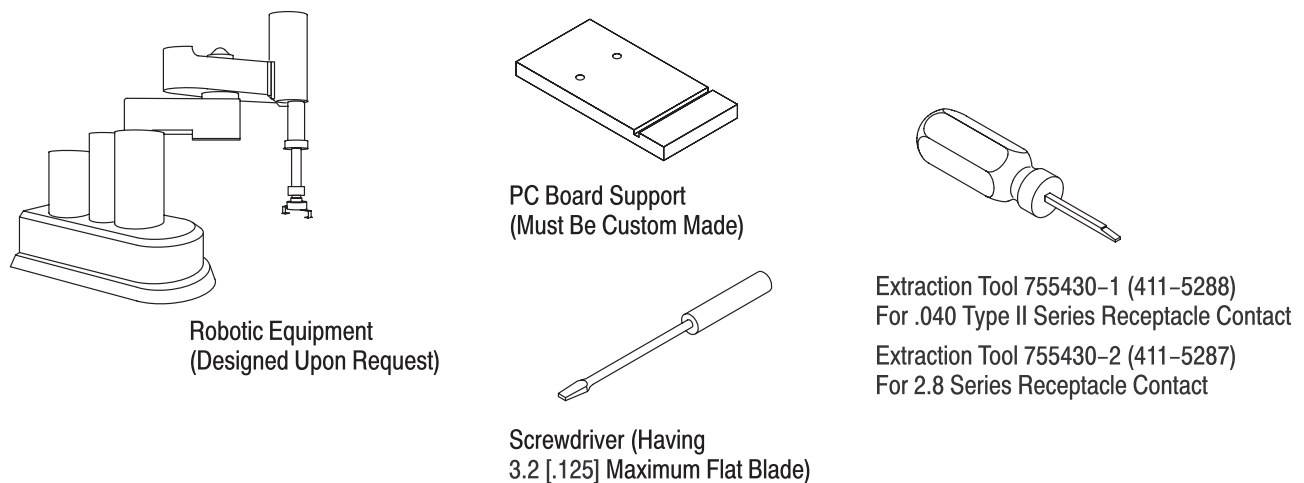 Robotic Equipment
(Designed Upon Request)
PC Board Support
(Must Be Custom Made)
Screwdriver (Having
3.2 [.125] Maximum Flat Blade)
Extraction Tool 755430–1 (411–5288)
For .040 Type II Series Receptacle Contact
Extraction Tool 755430–2 (411–5287)
For 2.8 Series Receptacle Contact